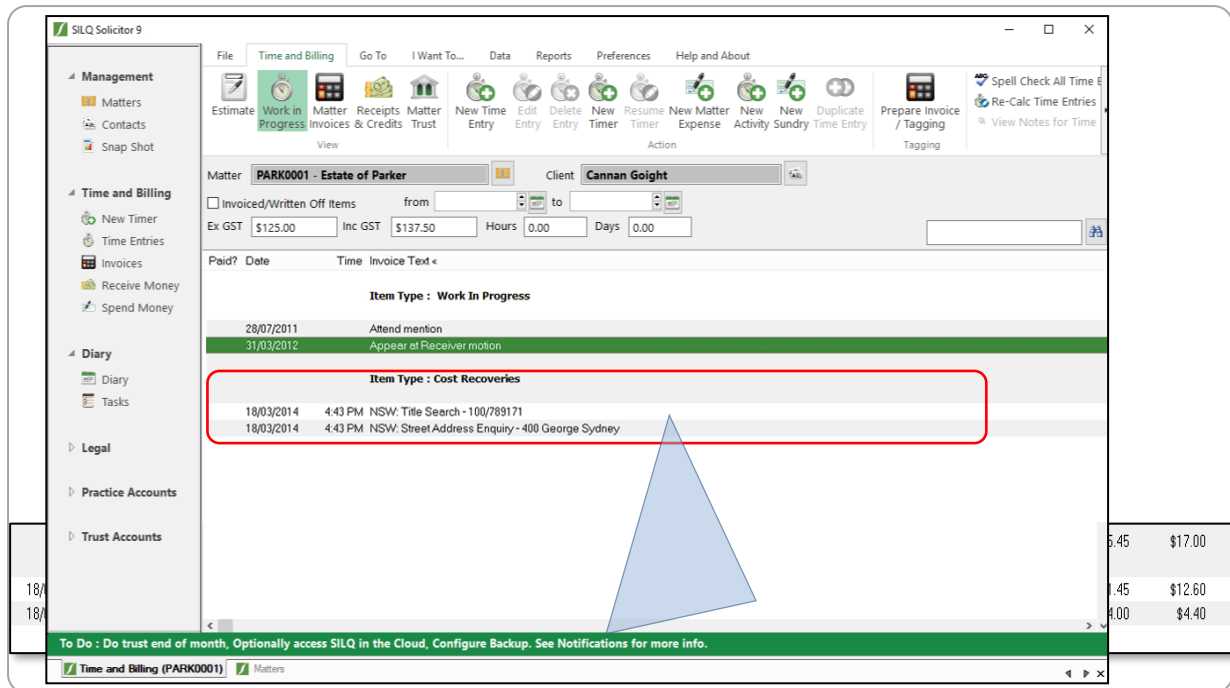 SILQ Solicitor 9
File Time and Billing Go To I Want To... Data Reports Preferences Help and About
Estimate Work in Progress Matter Invoices Receipts & Credits Matter Trust New Time Entry Edit Entry Delete Entry New Timer Resume Timer New Matter Expense New Activity New Sundry Duplicate Time Entry Prepare Invoice / Tagging
Spell Check All Time E
Re-Calc Time Entries
View Notes for Time
View Action Tagging
Management
Matters
Contacts
Snap Shot
Time and Billing
New Timer
Time Entries
Invoices
Receive Money
Spend Money
Diary
Diary
Tasks
Legal
Practice Accounts
Trust Accounts
Matter PARK0001 - Estate of Parker Client Cannan Goight
Invoiced/Written Off Items from to
Ex GST $125.00 Inc GST $137.50 Hours 0.00 Days 0.00
Paid? Date Time Invoice Text <
Item Type : Work In Progress
28/07/2011 Attend mention
31/03/2012 Appear at Receiver motion
Item Type : Cost Recoveries
18/03/2014 4:43 PM NSW: Title Search - 100/789171
18/03/2014 4:43 PM NSW: Street Address Enquiry - 400 George Sydney
5.45 $17.00
18/ 1.45 $12.60
18/ 4.00 $4.40
To Do : Do trust end of month, Optionally access SILQ in the Cloud, Configure Backup. See Notifications for more info.
Time and Billing (PARK0001) Matters